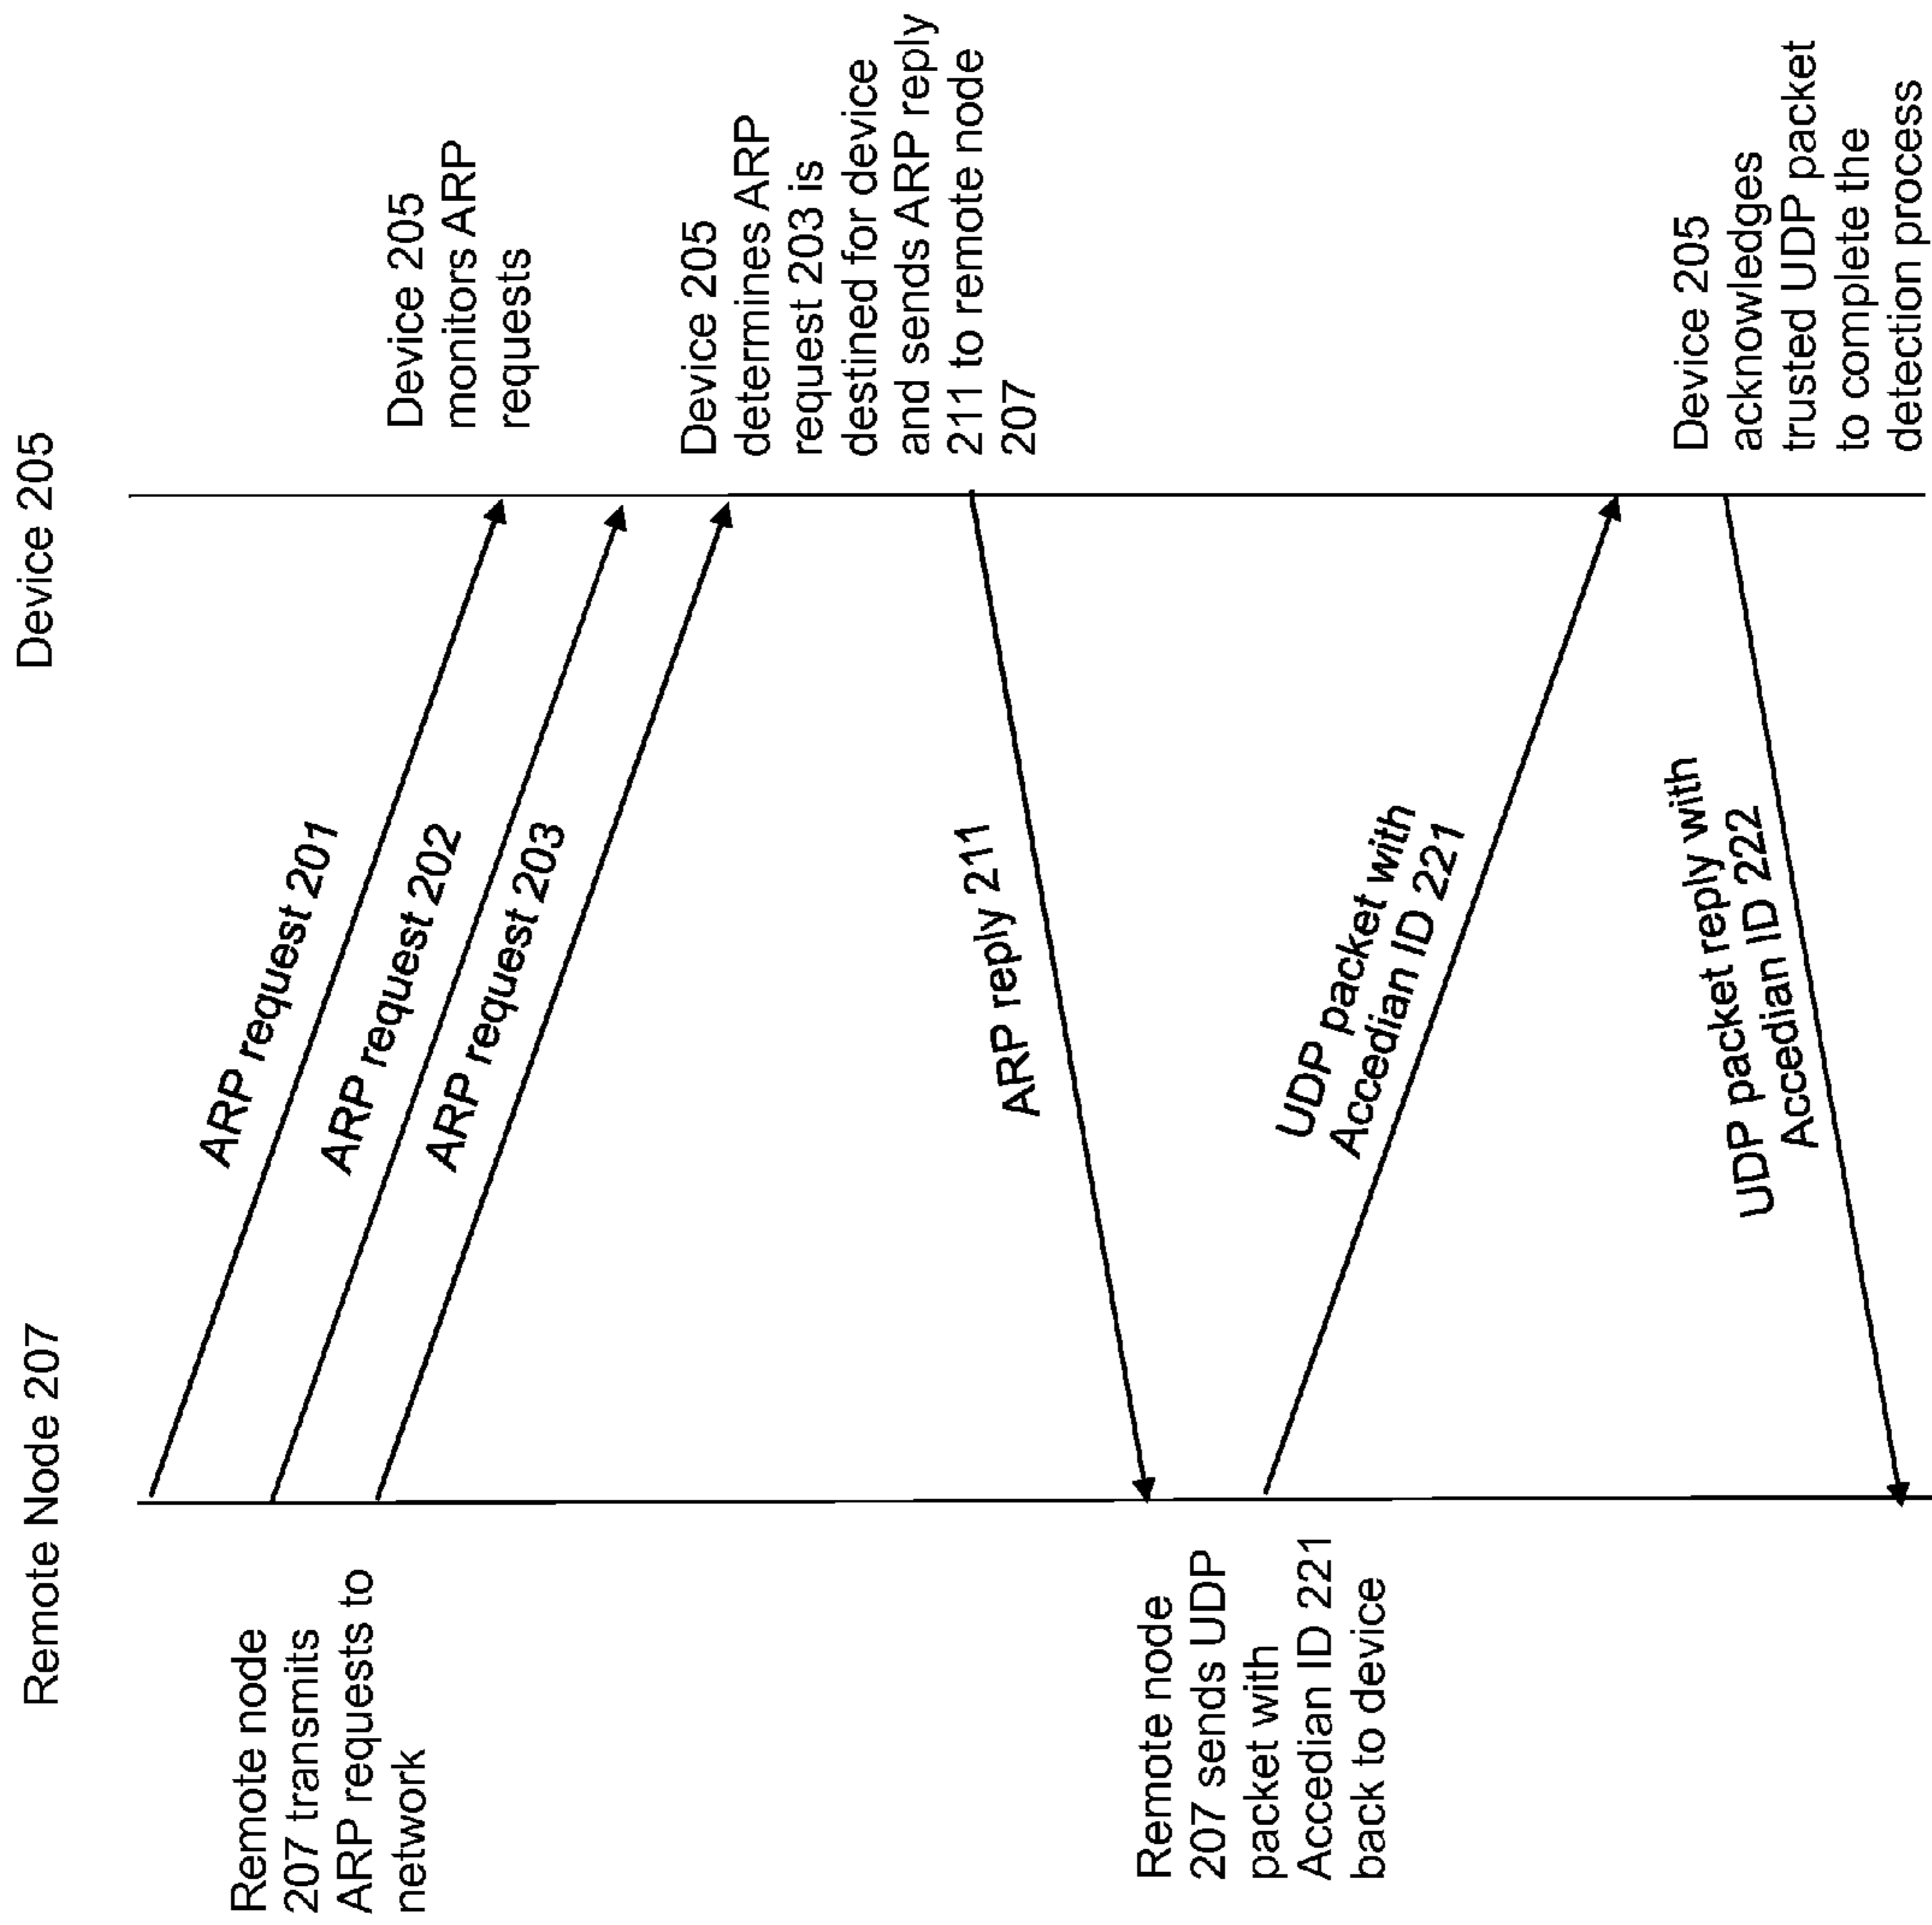 Remote Node 207
Device 205
Remote node
207 transmits
ARP requests to
network
ARP request 201
ARP request 202
ARP request 203
Device 205
monitors ARP
requests
Device 205
determines ARP
request 203 is
destined for device
and sends ARP reply
211 to remote node
207
ARP reply 211
Remote node
207 sends UDP
packet with
Accedian ID 221
back to device
UDP packet with
Accedian ID 221
Device 205
acknowledges
trusted UDP packet
to complete the
detection process
UDP packet reply with
Accedian ID 222